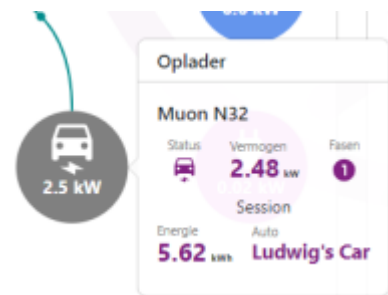 Oplader
Muon N32
Status Vermogen Fasen
2.48 kW 1
2.5 kW
Session
Energie Auto
5.62 kWh Ludwig's Car